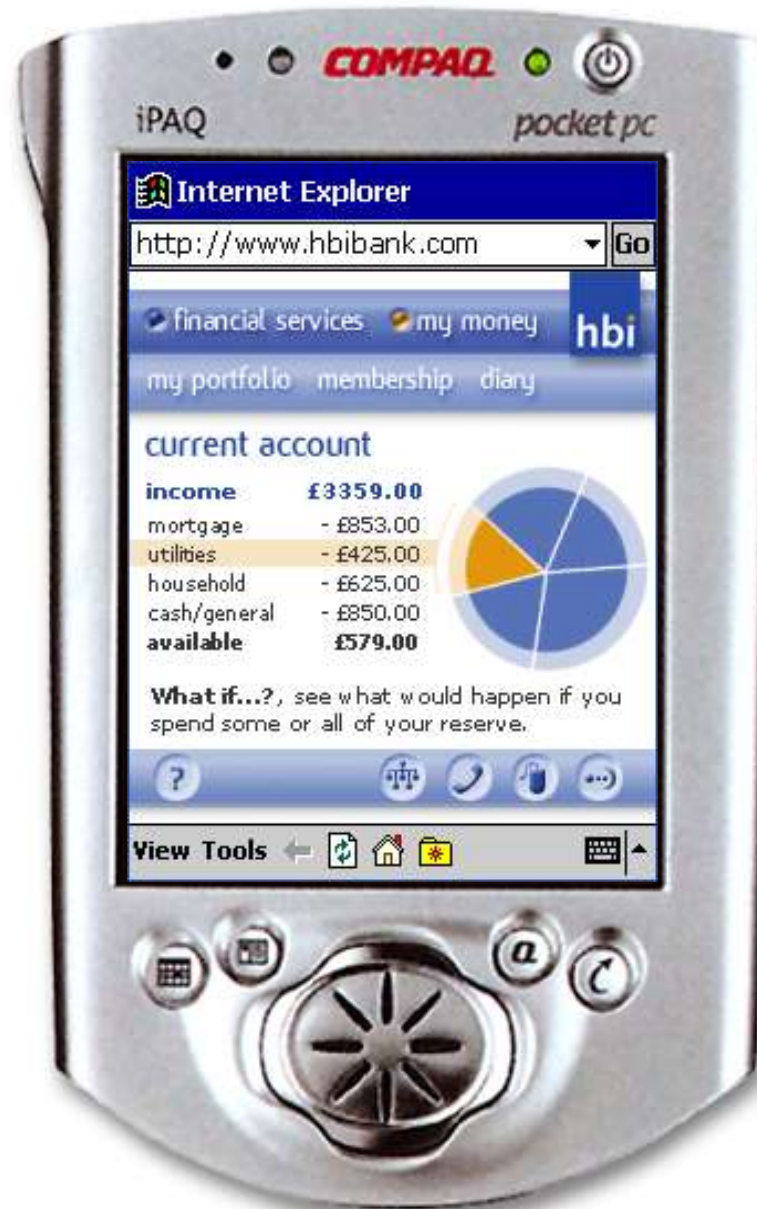 COMPAQ
iPAQ pocket pc
Internet Explorer
http://www.hbibank.com Go
financial services my money hbi
my portfolio membership diary
current account
income £3359.00
mortgage - £853.00
utilities - £425.00
household - £625.00
cash/general - £850.00
available £579.00
What if...?, see what would happen if you
spend some or all of your reserve.
?
View Tools
a